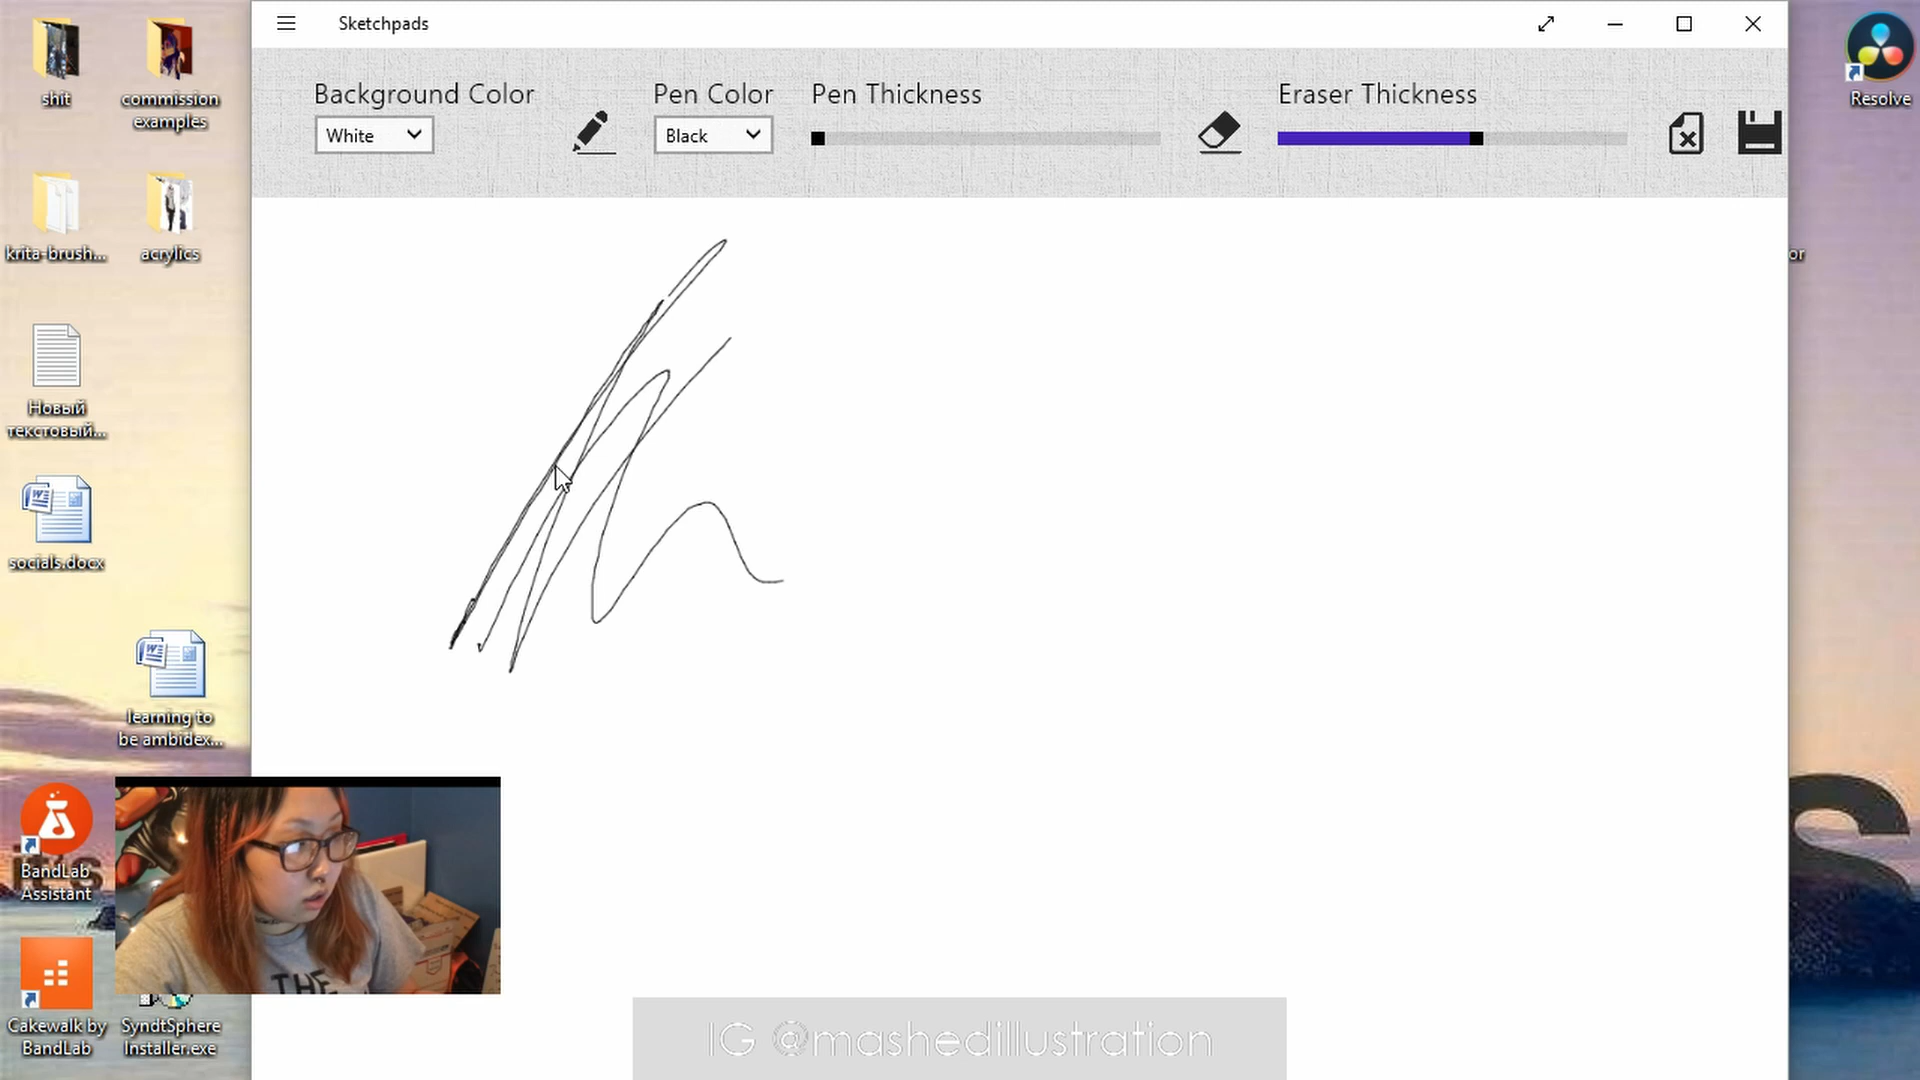 Sketchpads
Background Color
Pen Color
Pen Thickness
Eraser Thickness
White
Black
shit
commission
examples
krita-brush...
acrylics
Новый
текстовый...
socials.docx
learning to
be ambidex...
BandLab
Assistant
Cakewalk by
BandLab
SyndtSphere
Installer.exe
Resolve
or
THE
IG @mashedillustration